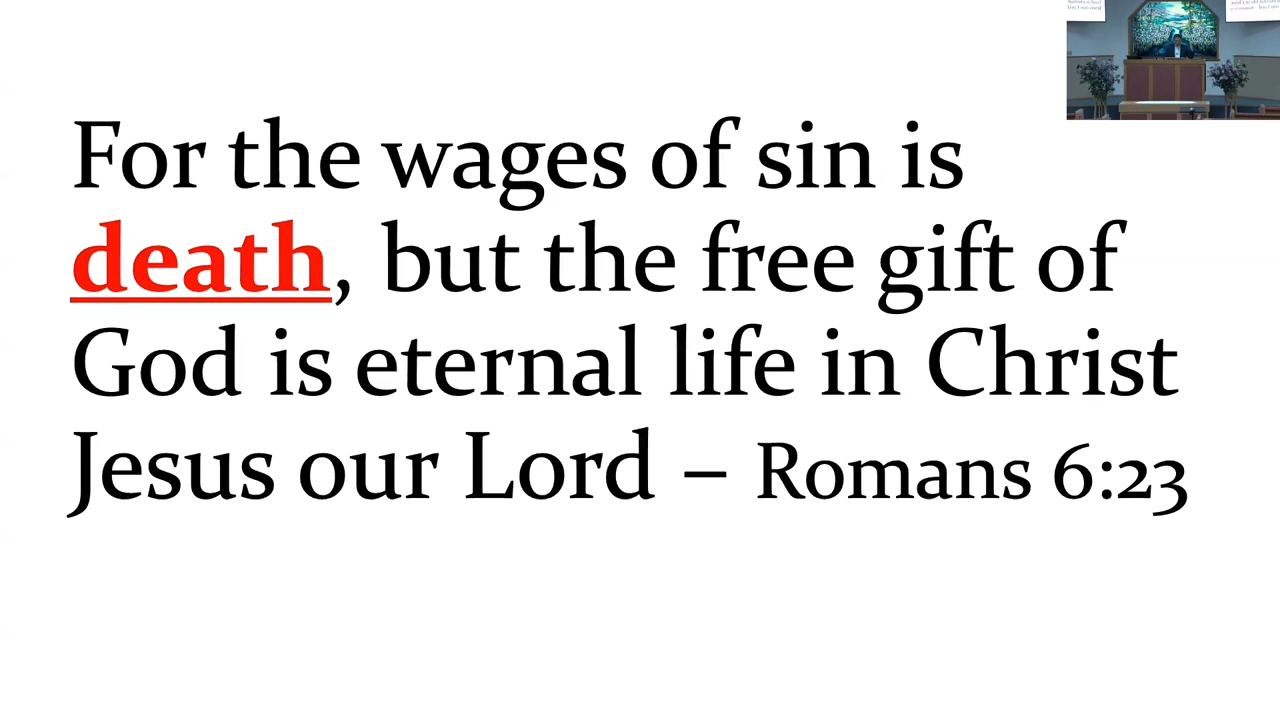 For the wages of sin is
death, but the free gift of
God is eternal life in Christ
Jesus our Lord – Romans 6:23